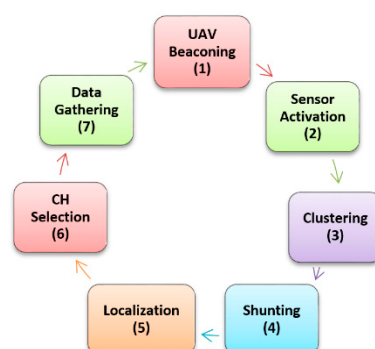 UAV
Beaconing
(1)
Sensor
Activation
(2)
Clustering
(3)
Shunting
(4)
Localization
(5)
CH
Selection
(6)
Data
Gathering
(7)